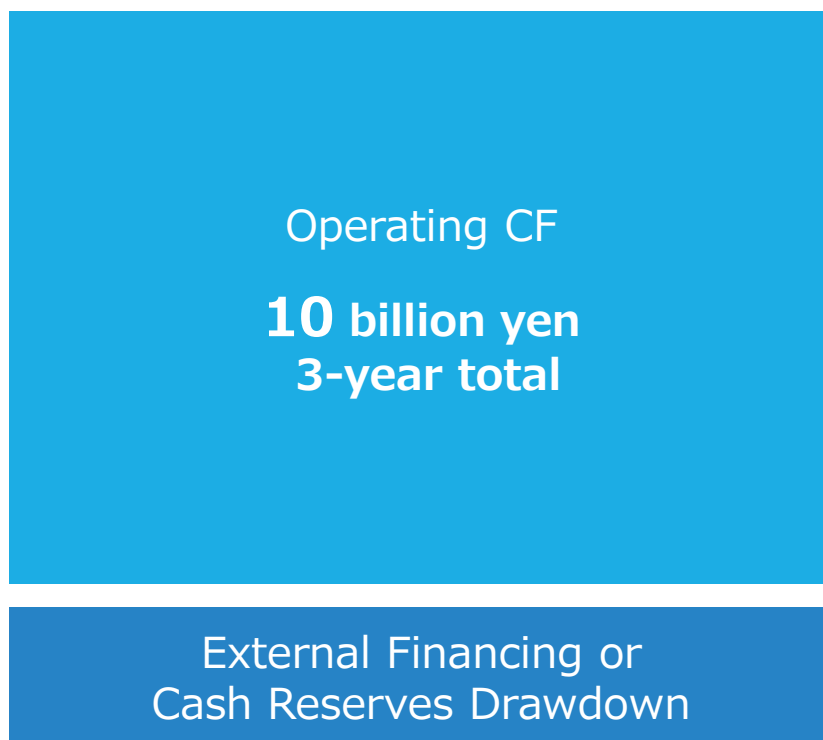 Operating CF
10 billion yen
3-year total
External Financing or
Cash Reserves Drawdown